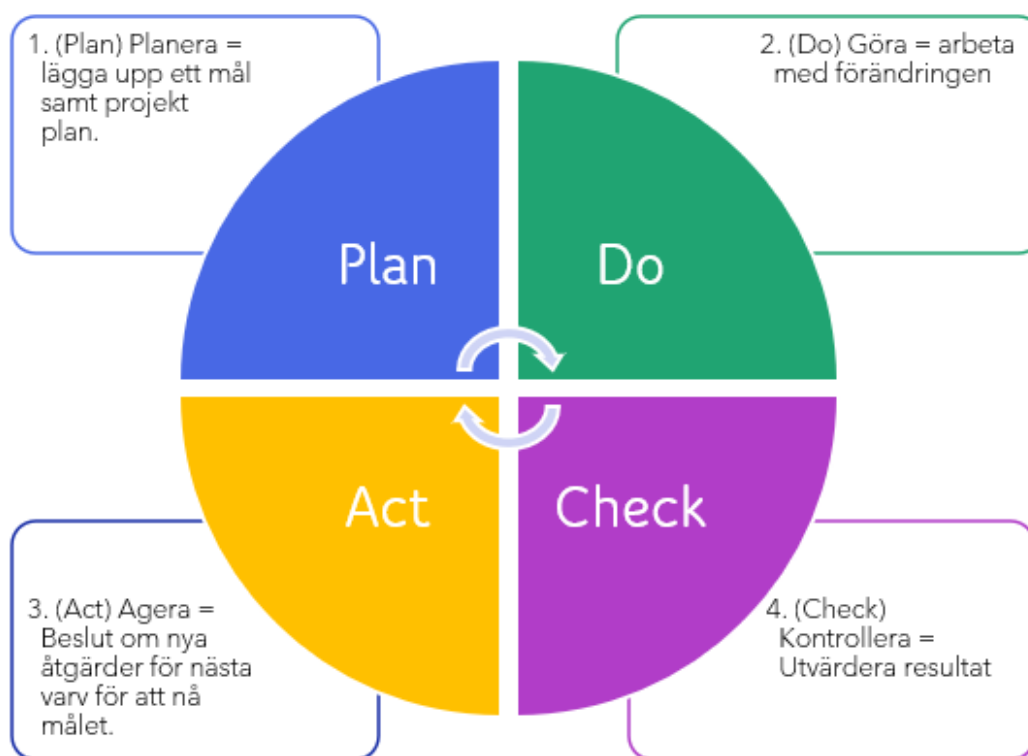 1. (Plan) Planera =
lägga upp ett mål
samt projekt
plan.
2. (Do) Göra = arbeta
med förändringen
Plan
Do
Act
Check
3. (Act) Agera =
Beslut om nya
åtgärder för nästa
varv för att nå
målet.
4. (Check)
Kontrollera =
Utvärdera resultat